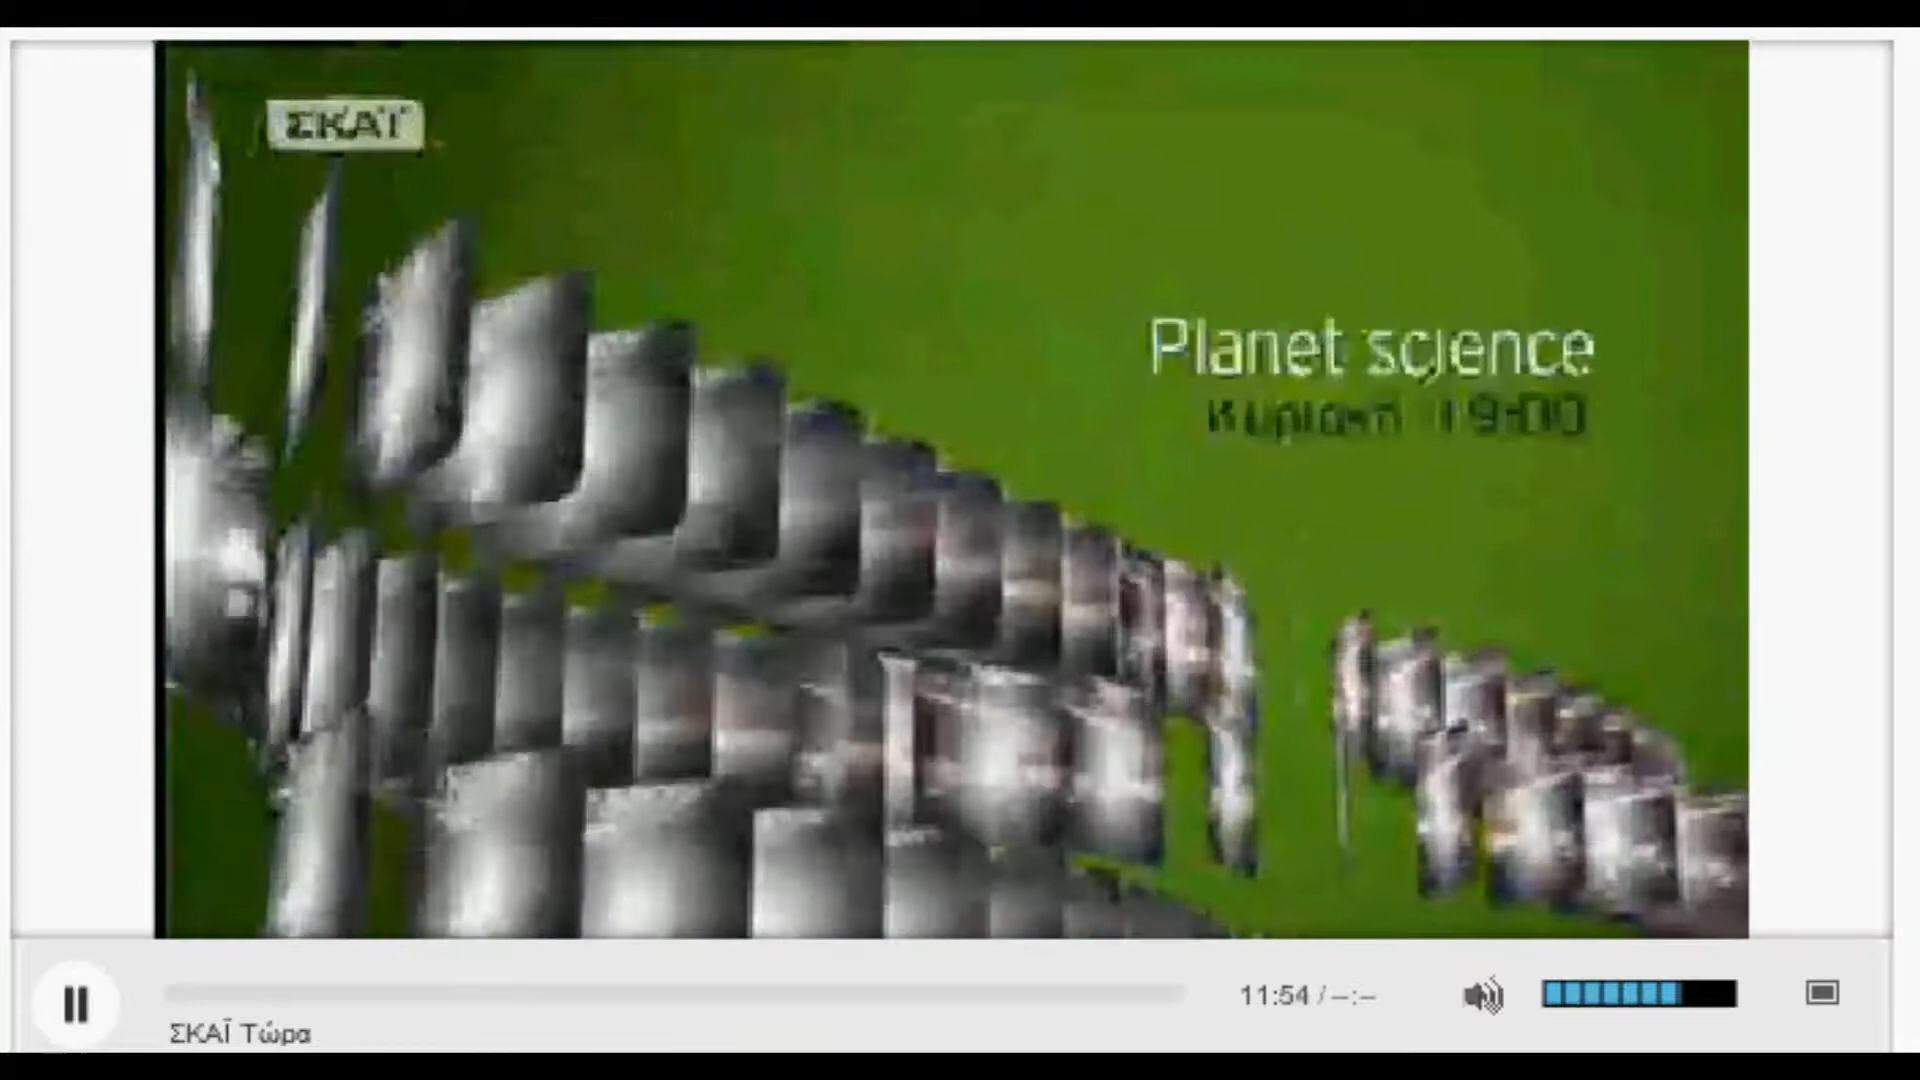 ΣΚΑΪ
Planet science
Κυριακή 19:00
11:54 / --:--
ΣΚΑΪ Τώρα